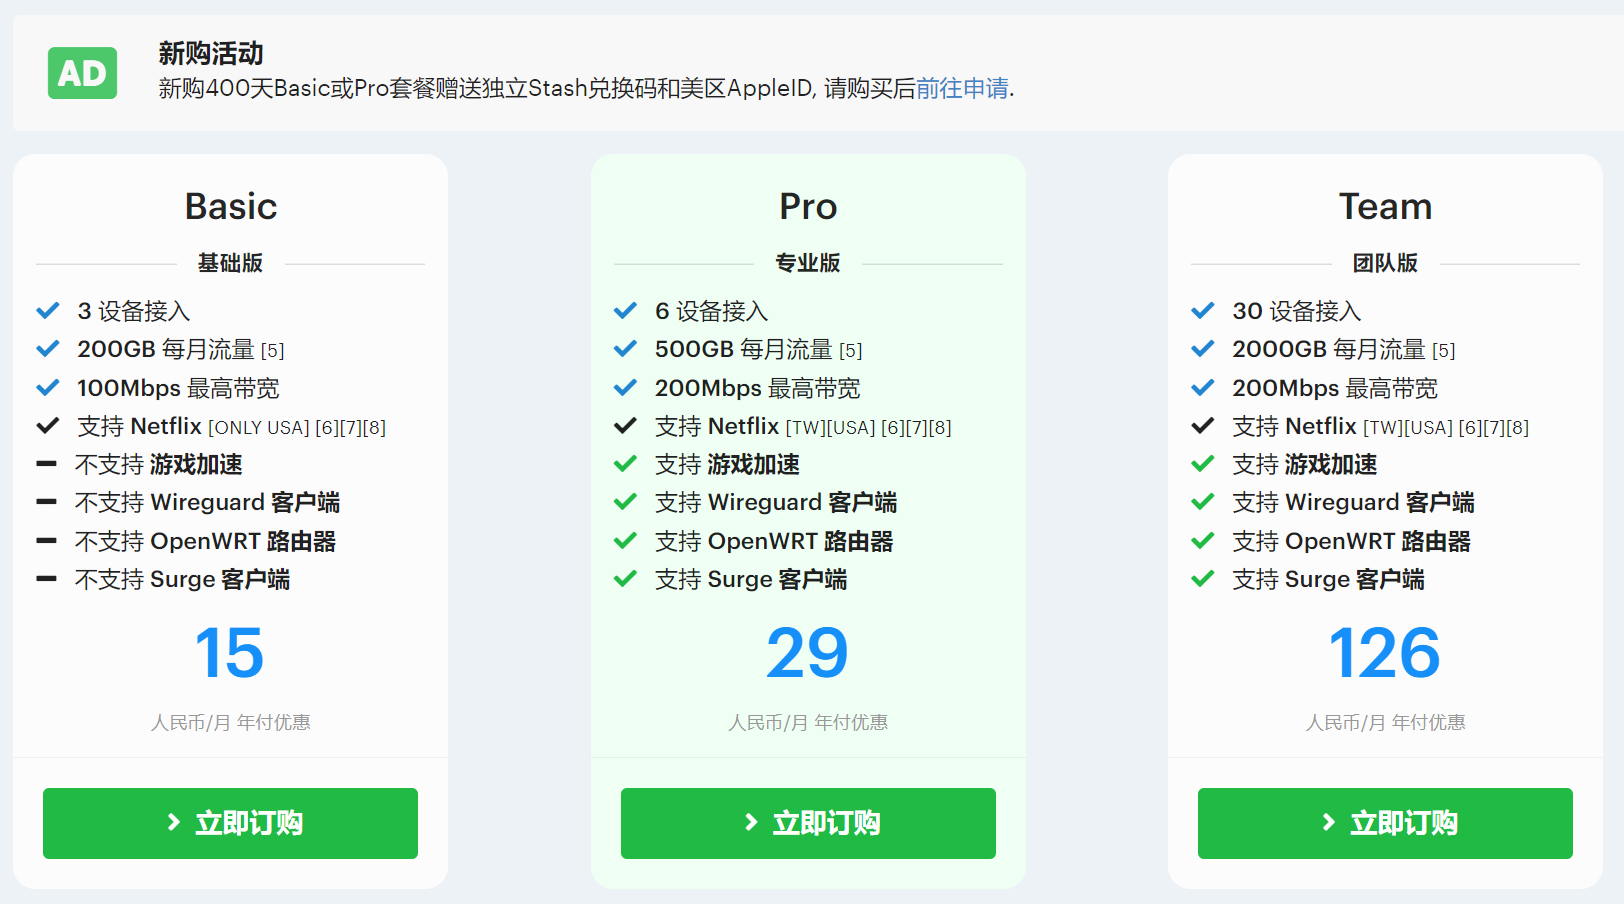 AD
新购活动
新购400天Basic或Pro套餐赠送独立Stash兑换码和美区AppleID, 请购买后前往申请.
Basic
基础版
3 设备接入
200GB 每月流量 [5]
100Mbps 最高带宽
支持 Netflix [ONLY USA] [6][7][8]
不支持 游戏加速
不支持 Wireguard 客户端
不支持 OpenWRT 路由器
不支持 Surge 客户端
15
人民币/月 年付优惠
立即订购
Pro
专业版
6 设备接入
500GB 每月流量 [5]
200Mbps 最高带宽
支持 Netflix [TW][USA] [6][7][8]
支持 游戏加速
支持 Wireguard 客户端
支持 OpenWRT 路由器
支持 Surge 客户端
29
人民币/月 年付优惠
立即订购
Team
团队版
30 设备接入
2000GB 每月流量 [5]
200Mbps 最高带宽
支持 Netflix [TW][USA] [6][7][8]
支持 游戏加速
支持 Wireguard 客户端
支持 OpenWRT 路由器
支持 Surge 客户端
126
人民币/月 年付优惠
立即订购